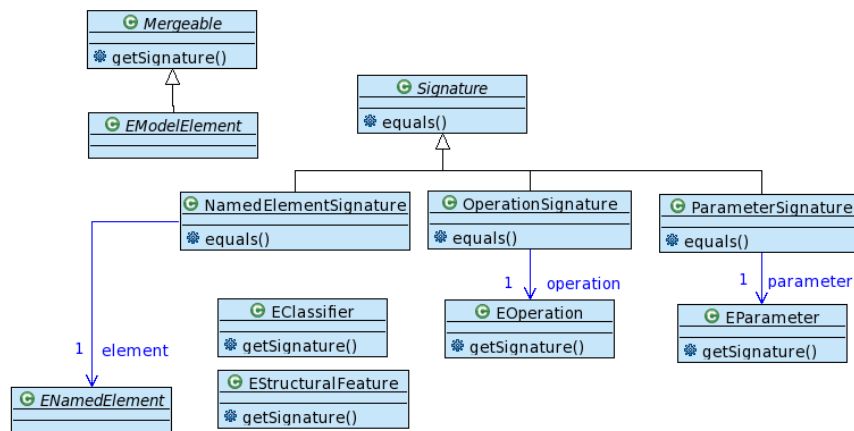 Mergeable
getSignature()
EModelElement
Signature
equals()
NamedElementSignature
equals()
OperationSignature
equals()
ParameterSignature
equals()
1 element
1 operation
1 parameter
EClassifier
getSignature()
EOperation
getSignature()
EParameter
getSignature()
EStructuralFeature
getSignature()
ENamedElement